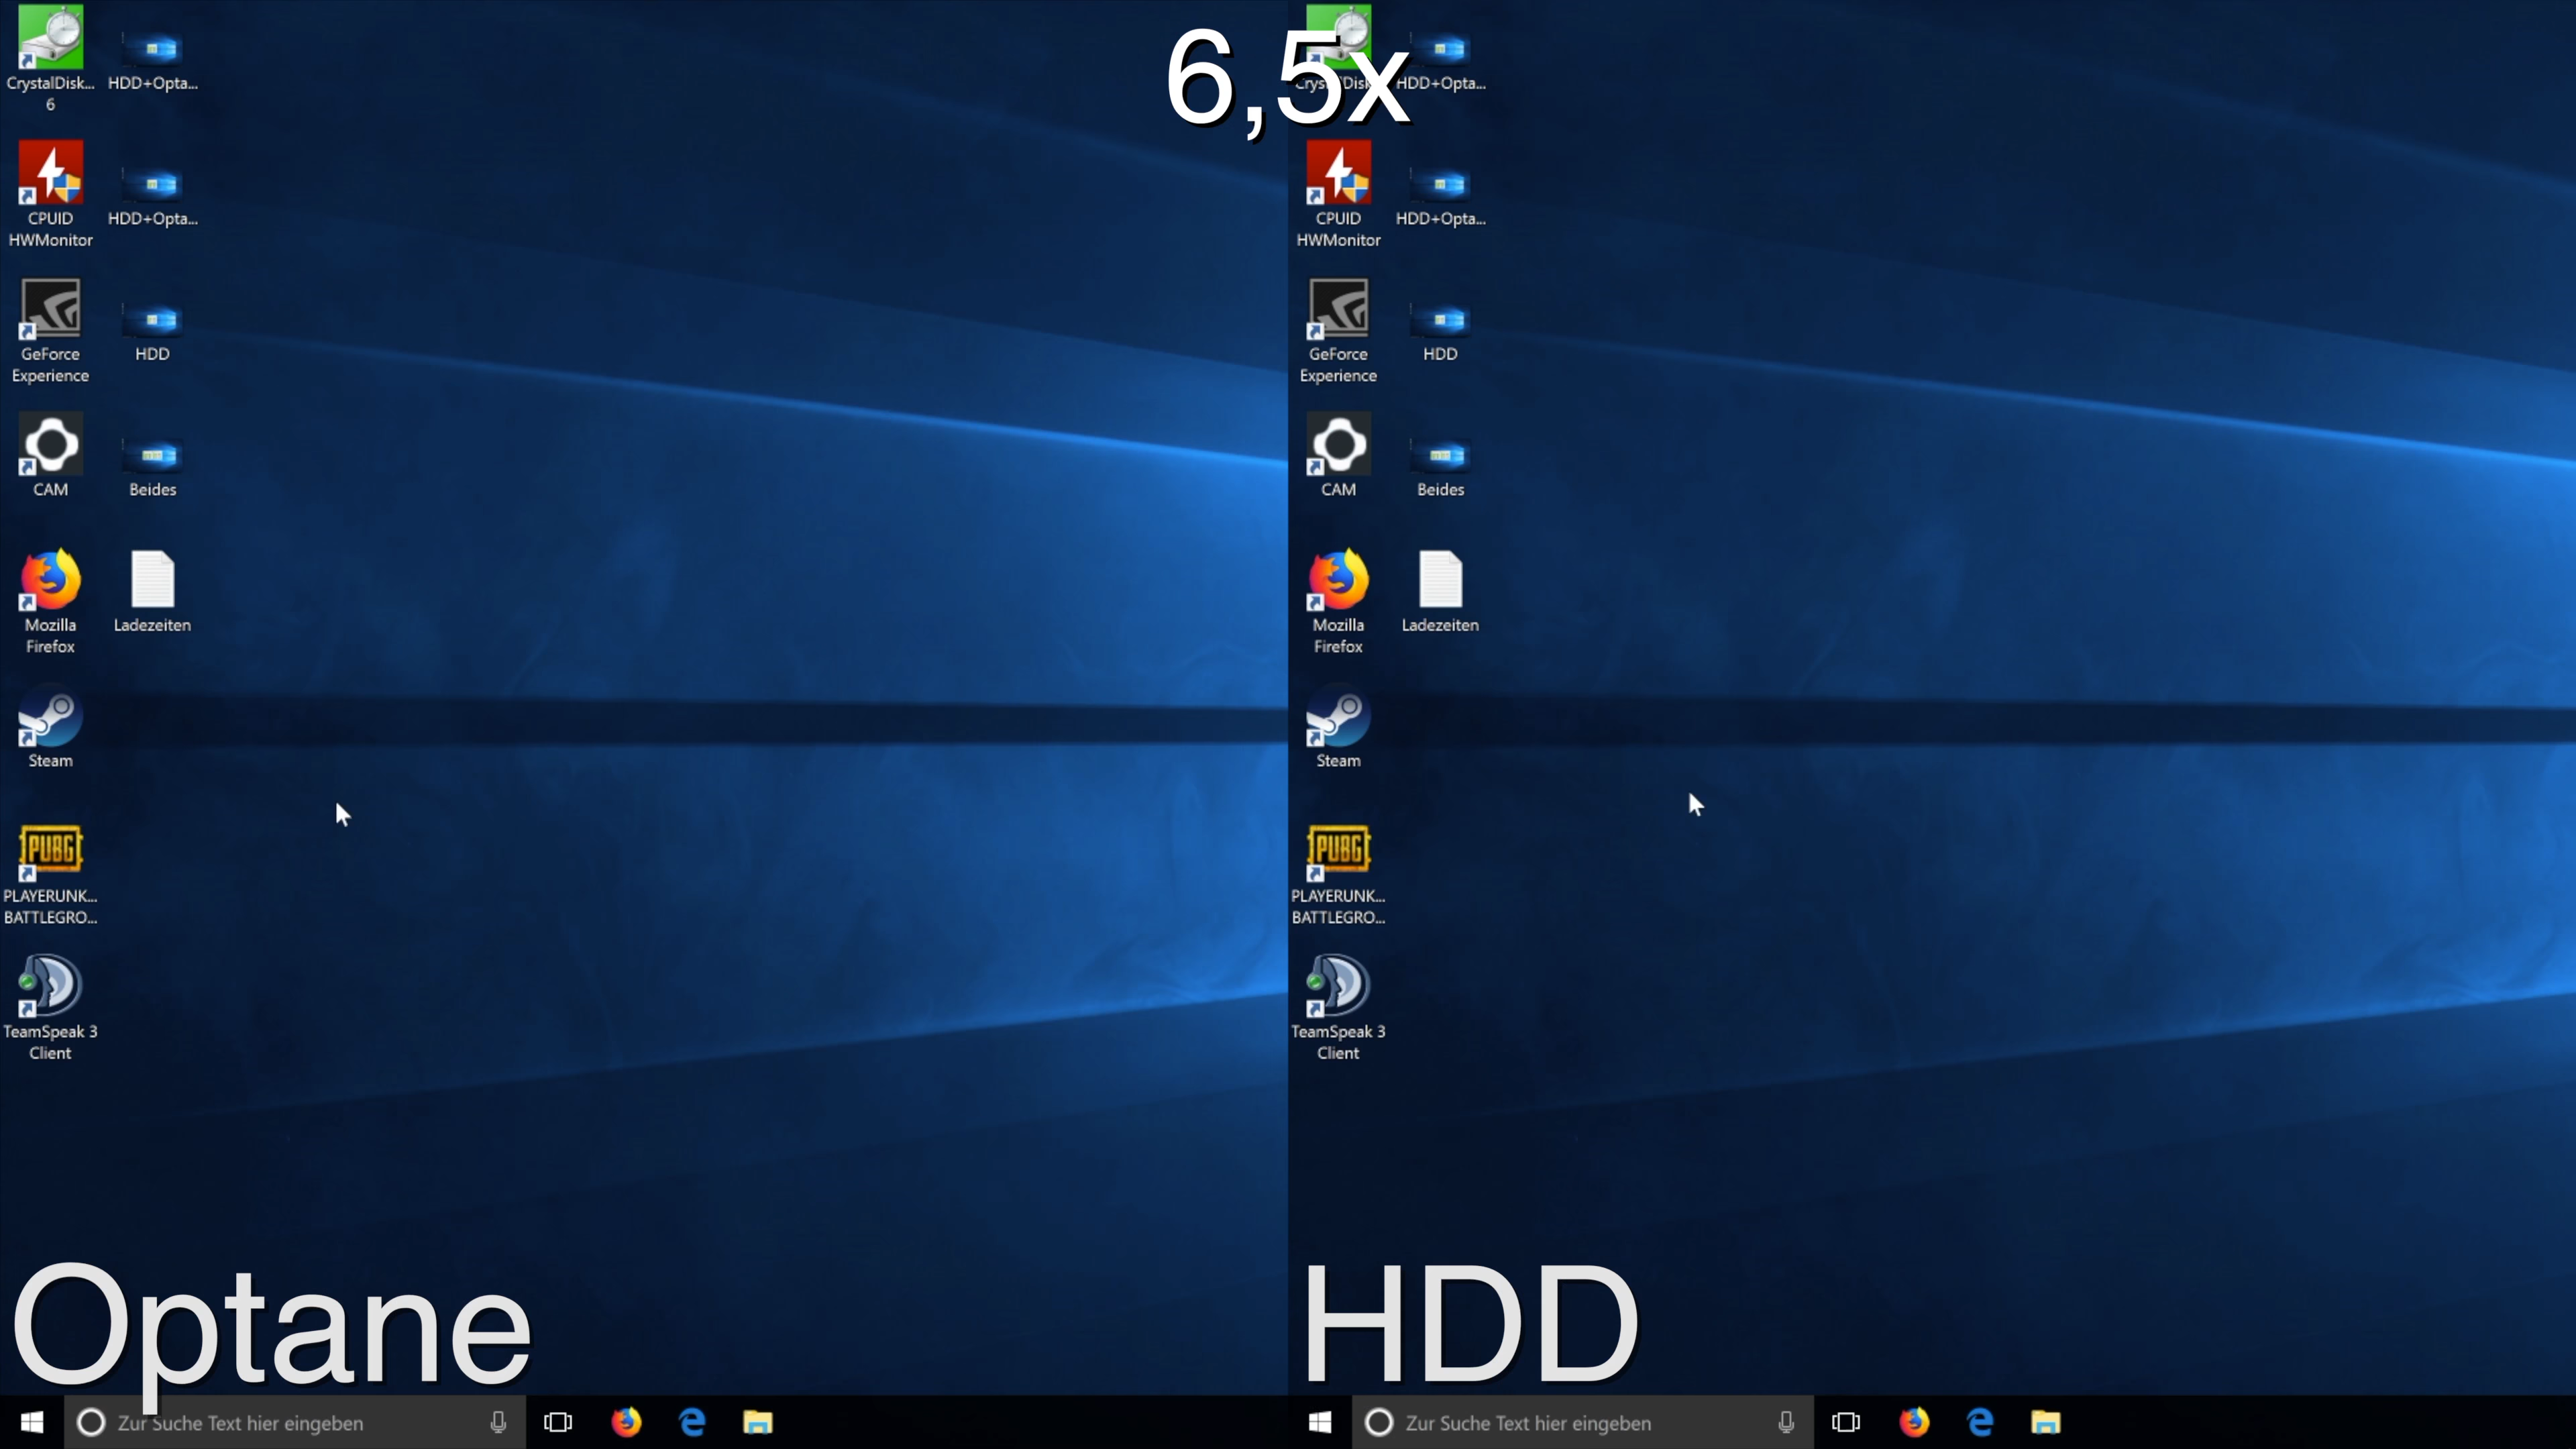 6,5x
CrystalDisk...
6
HDD+Opta...
CPUID
HWMonitor
HDD+Opta...
GeForce
Experience
HDD
CAM
Beides
Mozilla
Firefox
Ladezeiten
Steam
PUBG
PLAYERUNK...
BATTLEGRO...
TeamSpeak 3
Client
Optane
Zur Suche Text hier eingeben
HDD+Opta...
CPUID
HWMonitor
HDD+Opta...
GeForce
Experience
HDD
CAM
Beides
Mozilla
Firefox
Ladezeiten
Steam
PUBG
PLAYERUNK...
BATTLEGRO...
TeamSpeak 3
Client
HDD
Zur Suche Text hier eingeben